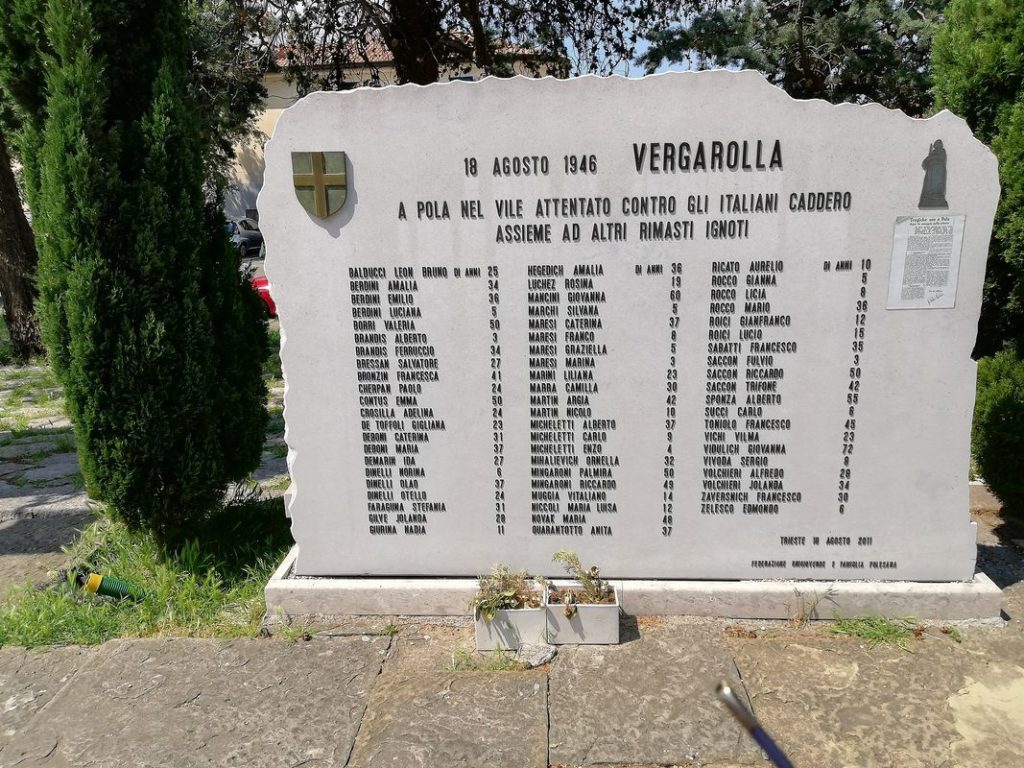 18 AGOSTO 1946 VERGAROLLA
A POLA NEL VILE ATTENTATO CONTRO GLI ITALIANI CADDERO
ASSIEME AD ALTRI RIMASTI IGNOTI
BALDUCCI LEON BRUNO DI ANNI 25
BERDINI AMALIA 34
BERDINI EMILIO 36
BERDINI LUCIANA 5
BORRI VALERIA 50
BRANDIS ALBERTO 3
BRANDIS FERRUCCIO 34
BRESSAN SALVATORE 27
BRONZIN FRANCESCA 41
CHERPAN PAOLO 24
CONTUS EMMA 50
CROSILLA ADELINA 24
DE TOFFOLI GIGLIANA 23
DEBONI CATERINA 31
DEBONI MARIA 37
DEMARIN IDA 27
DINELLI NORINA 6
DINELLI OLAO 37
DINELLI OTELLO 24
FARAGUNA STEFANIA 31
GILVE JOLANDA
GIURINA NADIA 11
HEGEDICH AMALIA DI ANNI 36
LUCHEZ ROSINA 19
MANCINI GIOVANNA 60
MARCHI SILVANA 5
MARESI CATERINA 37
MARESI FRANCO
MARESI GRAZIELLA 5
MARESI MARINA 3
MARINI LILIANA 23
MARRA CAMILLA 30
MARTIN ARGIA 42
MARTIN NICOLO 10
MICHELETTI ALBERTO 37
MICHELETTI CARLO 9
MICHELETTI ENZO 4
MIHALIEVICH ORNELLA 32
MINGARONI PALMIRA 50
MINGARONI RICCARDO 49
MUGGIA VITALIANO 14
NICCOLI MARIA LUISA 12
NOVAK MARIA 48
QUARANTOTTO ANITA 37
RICATO AURELIO DI ANNI 10
ROCCO GIANNA 5
ROCCO LICIA 8
ROCCO MARIO 36
ROICI GIANFRANCO 12
ROICI LUCIO 15
SABATTI FRANCESCO 35
SACCON FULVIO 3
SACCON RICCARDO 50
SACCON TRIFONE 42
SPONZA ALBERTO 55
SUCCI CARLO 6
TONIOLO FRANCESCO 45
VICHI VILMA 23
VIDULICH GIOVANNA 72
VIVODA SERGIO 8
VOLCHIERI ALFREDO
VOLCHIERI JOLANDA 34
ZAVERSNICH FRANCESCO 30
ZELESCO EDMONDO 6
TRIESTE 18 AGOSTO 2011
FEDERAZIONE GRIGIOVERDE E FAMIGLIA POLESANA